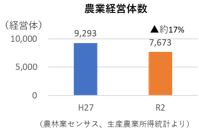 農業経営体数
(経営体)
▲約17%
10,000
9,293
7,673
5,000
0
H27
R2
(農林業センサス、生産農業所得統計より)